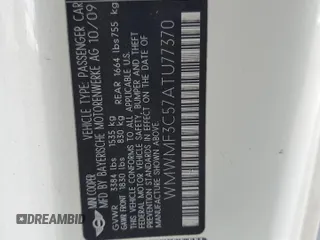 MINI COOPER
VEHICLE TYPE: PASSENGER CAR
MFG BY BAYERISCHE MOTORENWERKE AG 10/09
GVWR 3384 lbs 1535 kg
GAWR FRONT 1830 lbs 830 kg REAR 1664 lbs 755 kg
THIS VEHICLE CONFORMS TO ALL APPLICABLE
FEDERAL MOTOR VEHICLE SAFETY, BUMPER AND THEFT
PREVENTION STANDARDS IN EFFECT ON THE DATE OF
MANUFACTURE SHOWN ABOVE.
WMWMF3C57ATU77370
DREAMBID